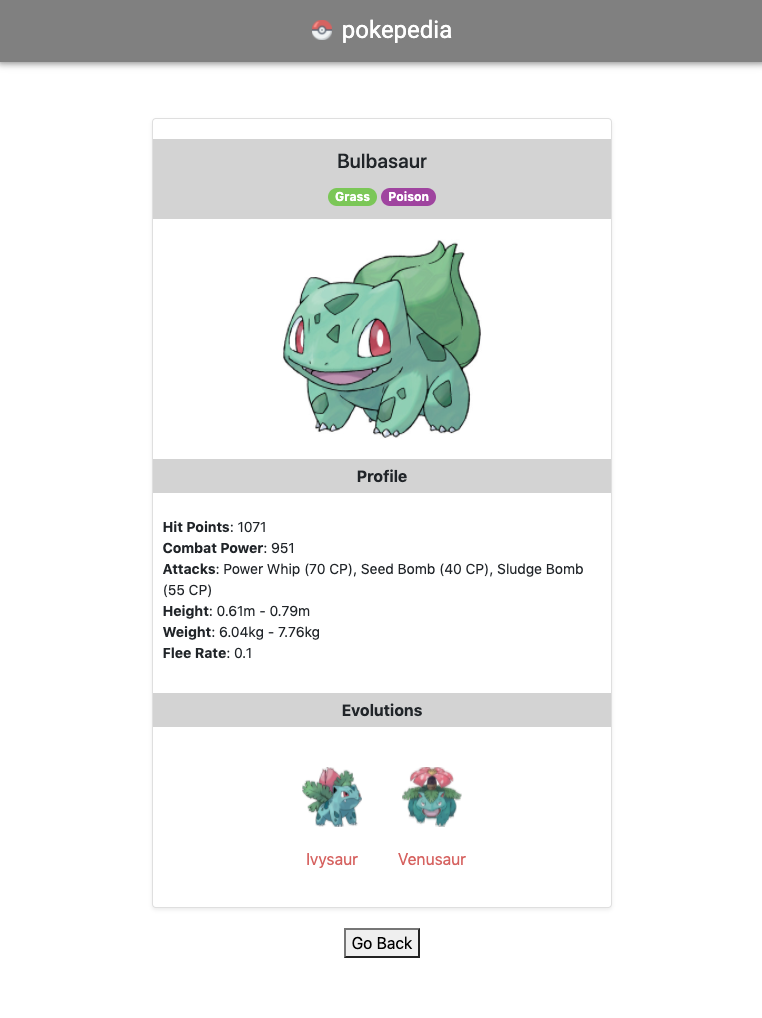 pokepedia
Bulbasaur
Grass Poison
Profile
Hit Points: 1071
Combat Power: 951
Attacks: Power Whip (70 CP), Seed Bomb (40 CP), Sludge Bomb
(55 CP)
Height: 0.61m - 0.79m
Weight: 6.04kg - 7.76kg
Flee Rate: 0.1
Evolutions
Ivysaur Venusaur
Go Back